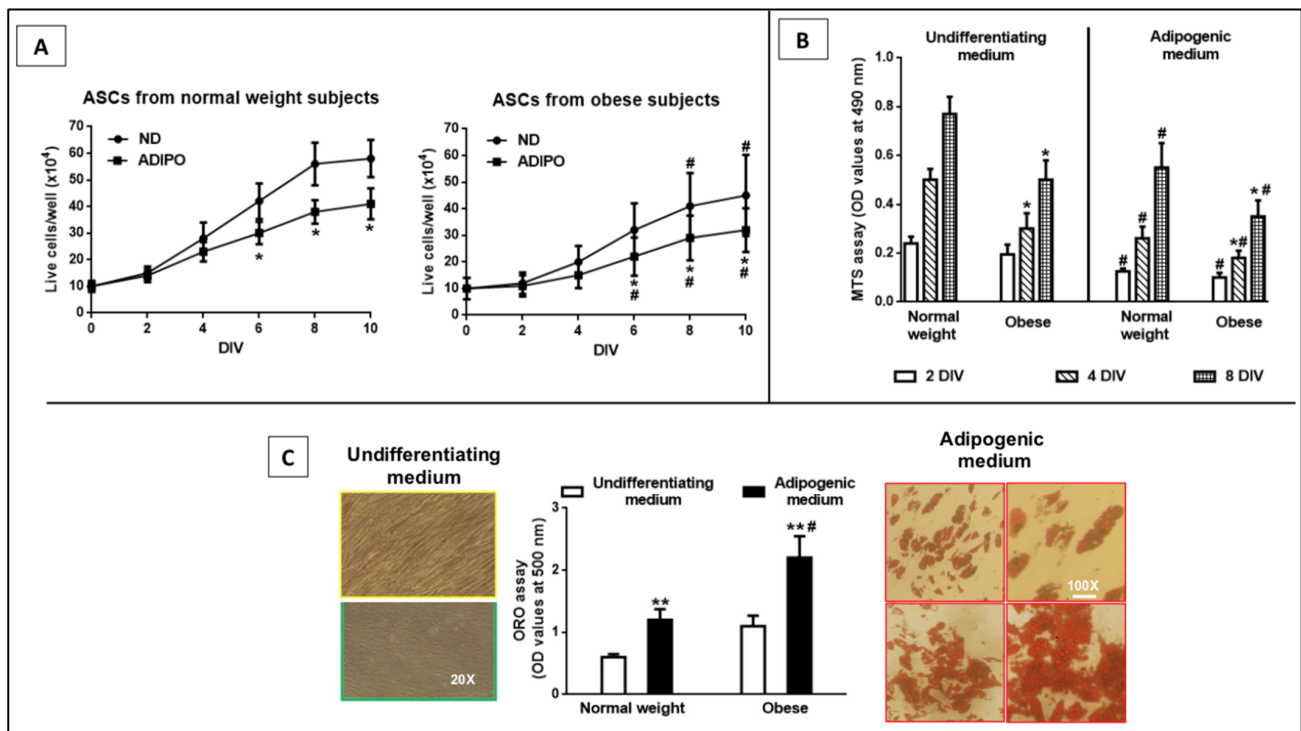 A
ASCs from normal weight subjects
Live cells/well (x10⁴)
70
60
50
40
30
20
10
0
ND
ADIPO
*
*
*
0 2 4 6 8 10
DIV
ASCs from obese subjects
Live cells/well (x10⁴)
70
60
50
40
30
20
10
0
ND
ADIPO
# #
* * *
# # #
0 2 4 6 8 10
DIV
B
Undifferentiating
medium
Adipogenic
medium
MTS assay (OD values at 490 nm)
1.0
0.8
0.6
0.4
0.2
0.0
*
*
#
#
#
#
*#
* #
Normal
weight
Obese
Normal
weight
Obese
2 DIV
4 DIV
8 DIV
C
Undifferentiating
medium
20X
Undifferentiating
medium
Adipogenic
medium
ORO assay
(OD values at 500 nm)
3
2
1
0
**
**#
Normal weight
Obese
Adipogenic
medium
100X